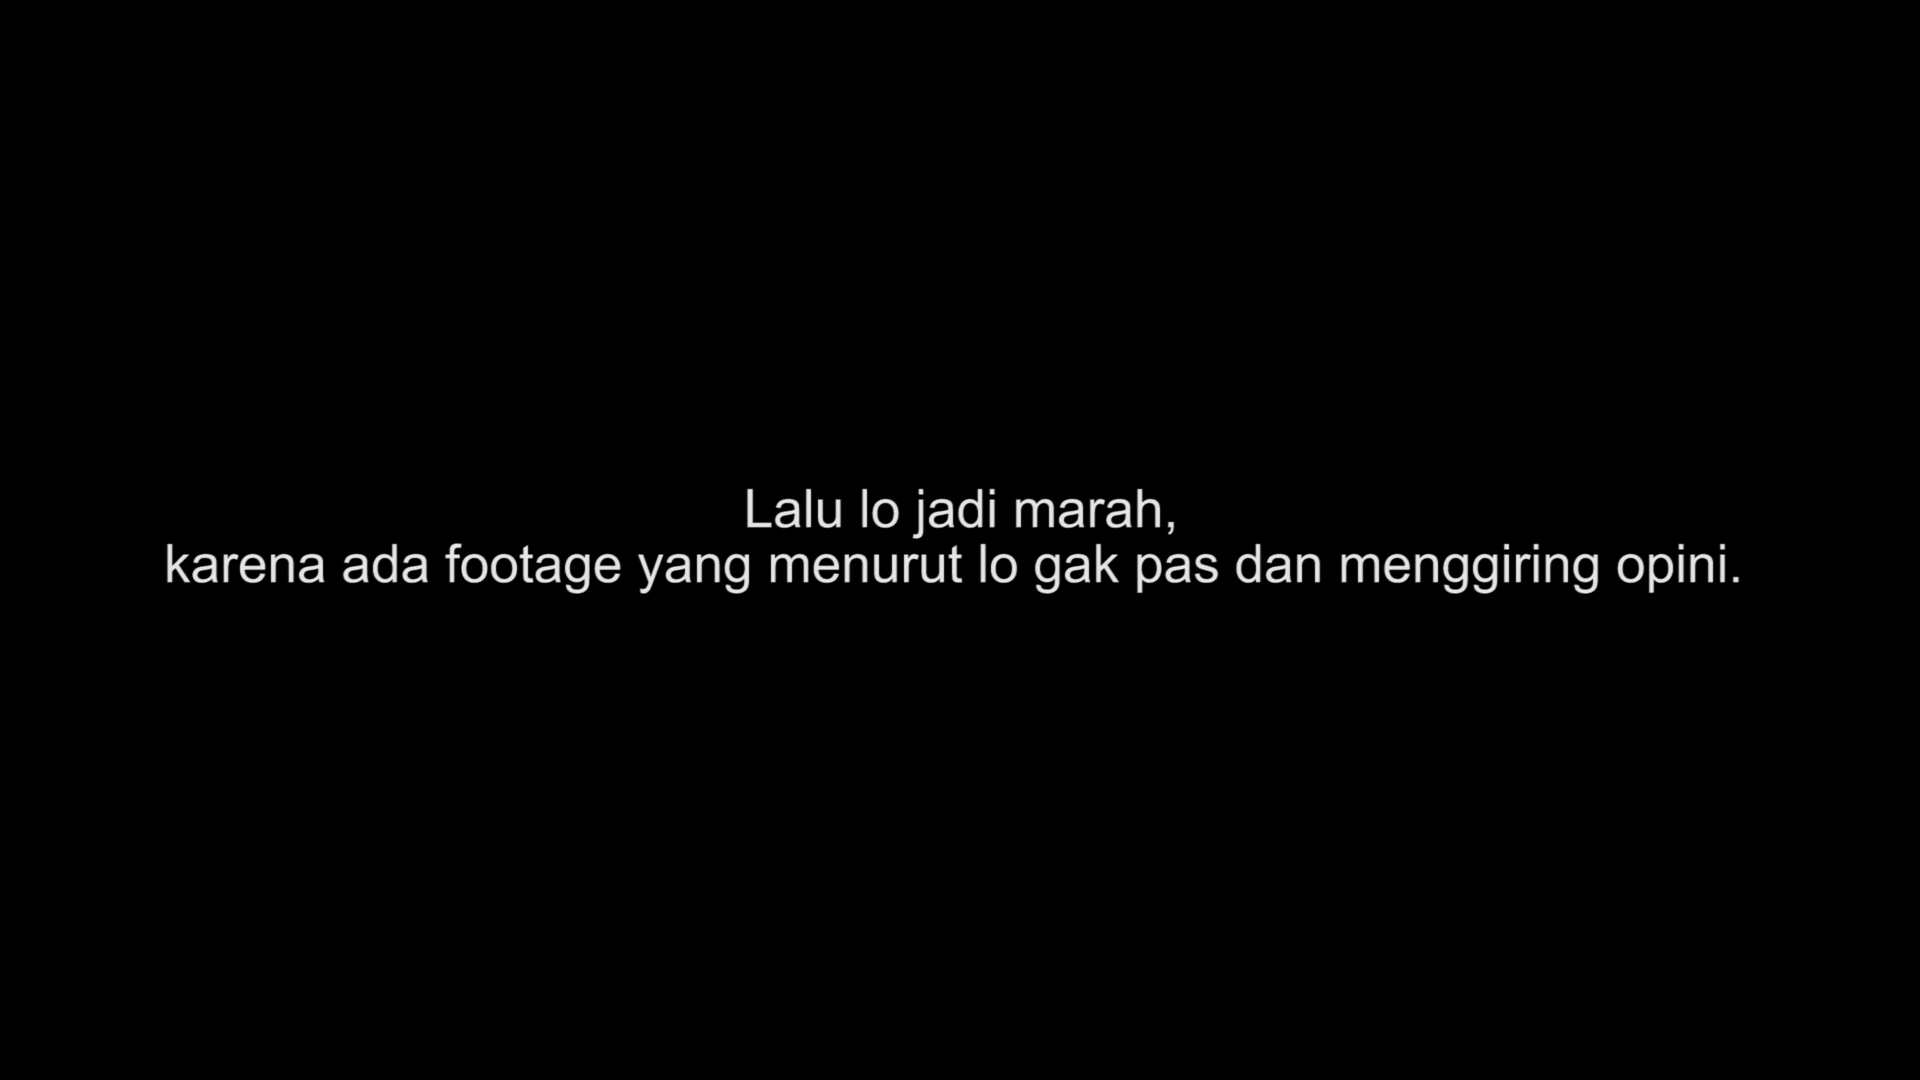 Lalu lo jadi marah,
karena ada footage yang menurut lo gak pas dan menggiring opini.